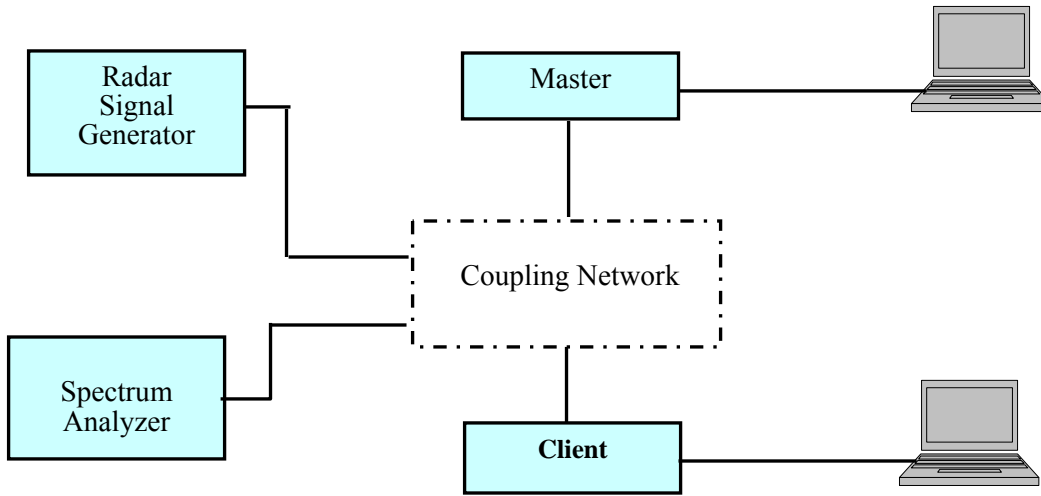 Radar
Signal
Generator
Master
Coupling Network
Spectrum
Analyzer
Client